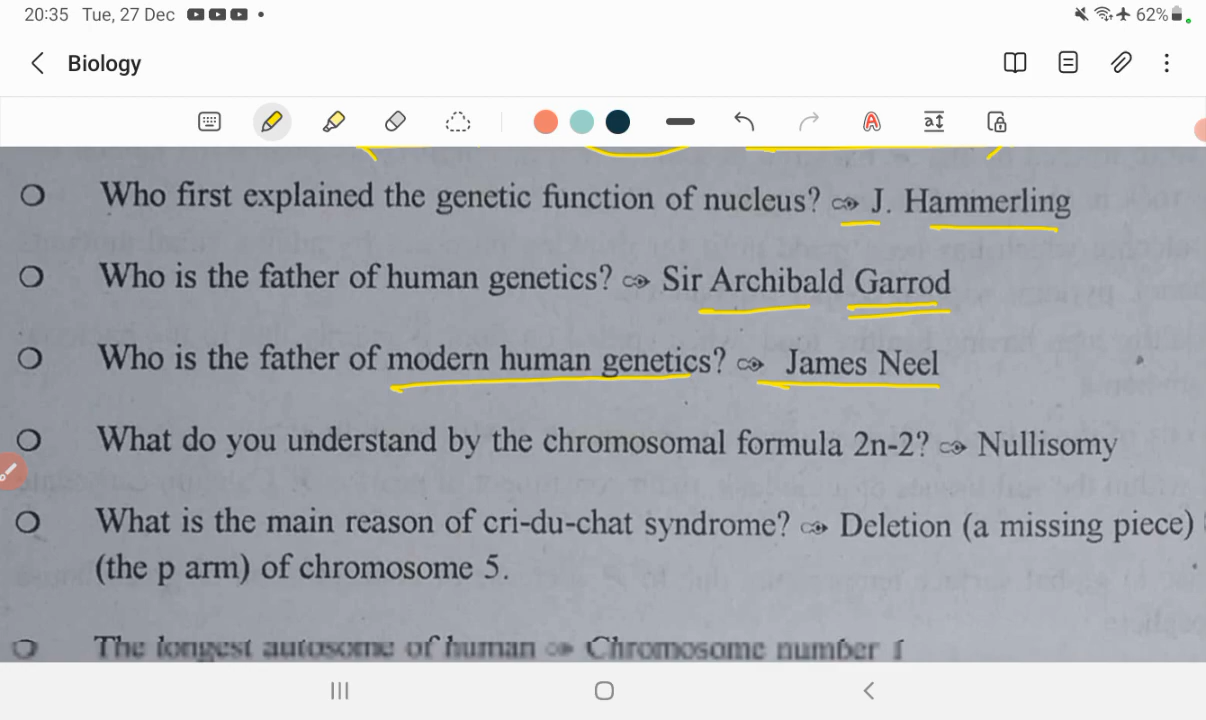 20:35 Tue, 27 Dec
62%
Biology
Who first explained the genetic function of nucleus? ⇨ J. Hammerling
Who is the father of human genetics? ⇨ Sir Archibald Garrod
Who is the father of modern human genetics? ⇨ James Neel
What do you understand by the chromosomal formula 2n-2? ⇨ Nullisomy
What is the main reason of cri-du-chat syndrome? ⇨ Deletion (a missing piece)
(the p arm) of chromosome 5.
The longest autosome of human ⇨ Chromosome number 1